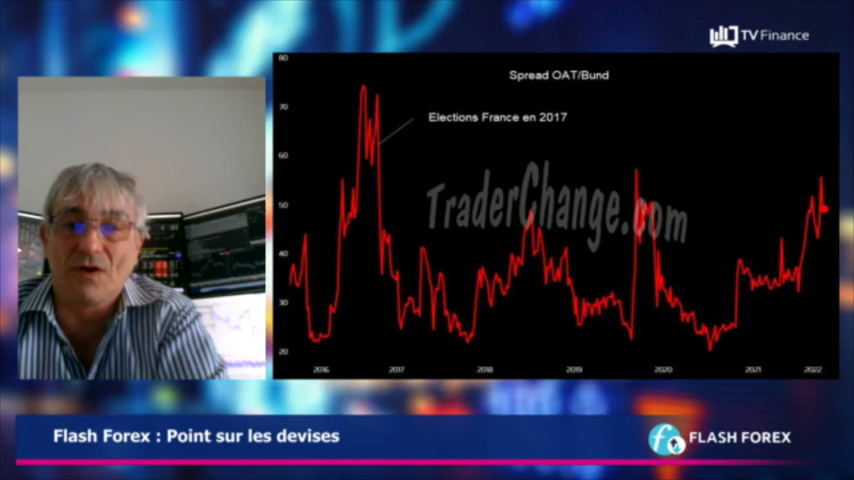 TV Finance
80
Spread OAT/Bund
70
Elections France en 2017
60
TraderChange.com
50
40
30
20
2016 2017 2018 2019 2020 2021 2022
Flash Forex : Point sur les devises
FLASH FOREX